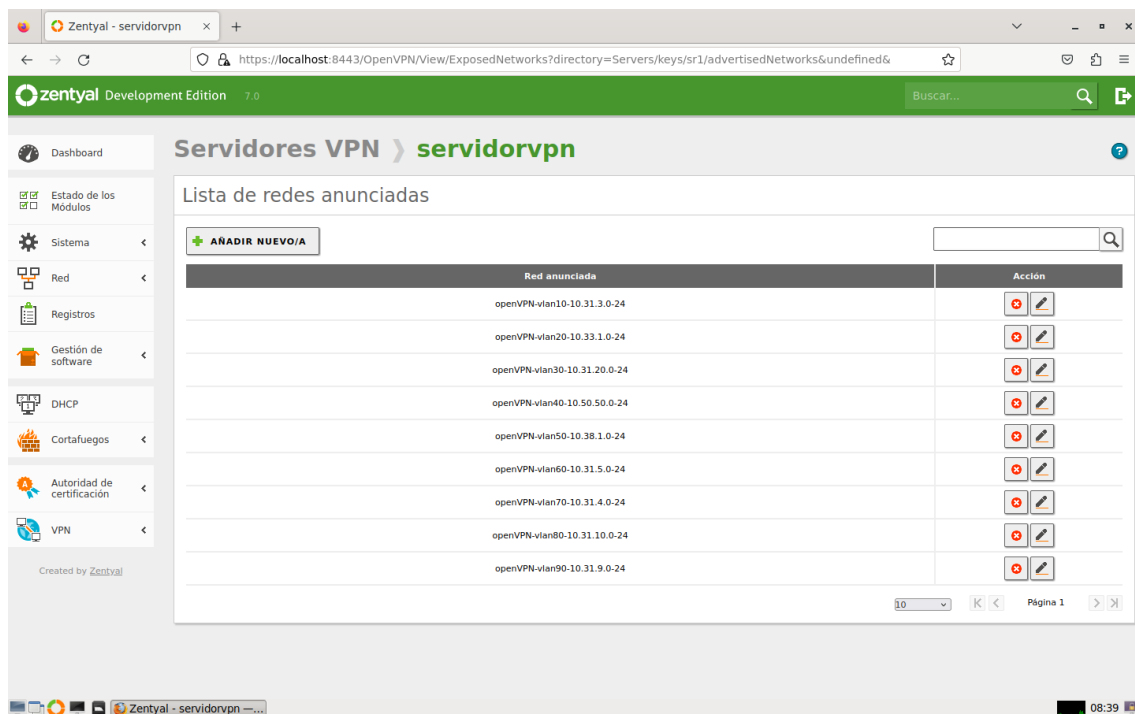 Zentyal - servidorvpn
https://localhost:8443/OpenVPN/View/ExposedNetworks?directory=Servers/keys/sr1/advertisedNetworks&undefined&
zentyal Development Edition 7.0
Buscar...
Dashboard
Estado de los
Módulos
Sistema
Red
Registros
Gestión de
software
DHCP
Cortafuegos
Autoridad de
certificación
VPN
Created by Zentyal
Servidores VPN servidorvpn
Lista de redes anunciadas
AÑADIR NUEVO/A
Red anunciada Acción
openVPN-vlan10-10.31.3.0-24
openVPN-vlan20-10.33.1.0-24
openVPN-vlan30-10.31.20.0-24
openVPN-vlan40-10.50.50.0-24
openVPN-vlan50-10.38.1.0-24
openVPN-vlan60-10.31.5.0-24
openVPN-vlan70-10.31.4.0-24
openVPN-vlan80-10.31.10.0-24
openVPN-vlan90-10.31.9.0-24
10 Página 1
Zentyal - servidorvpn —...
08:39